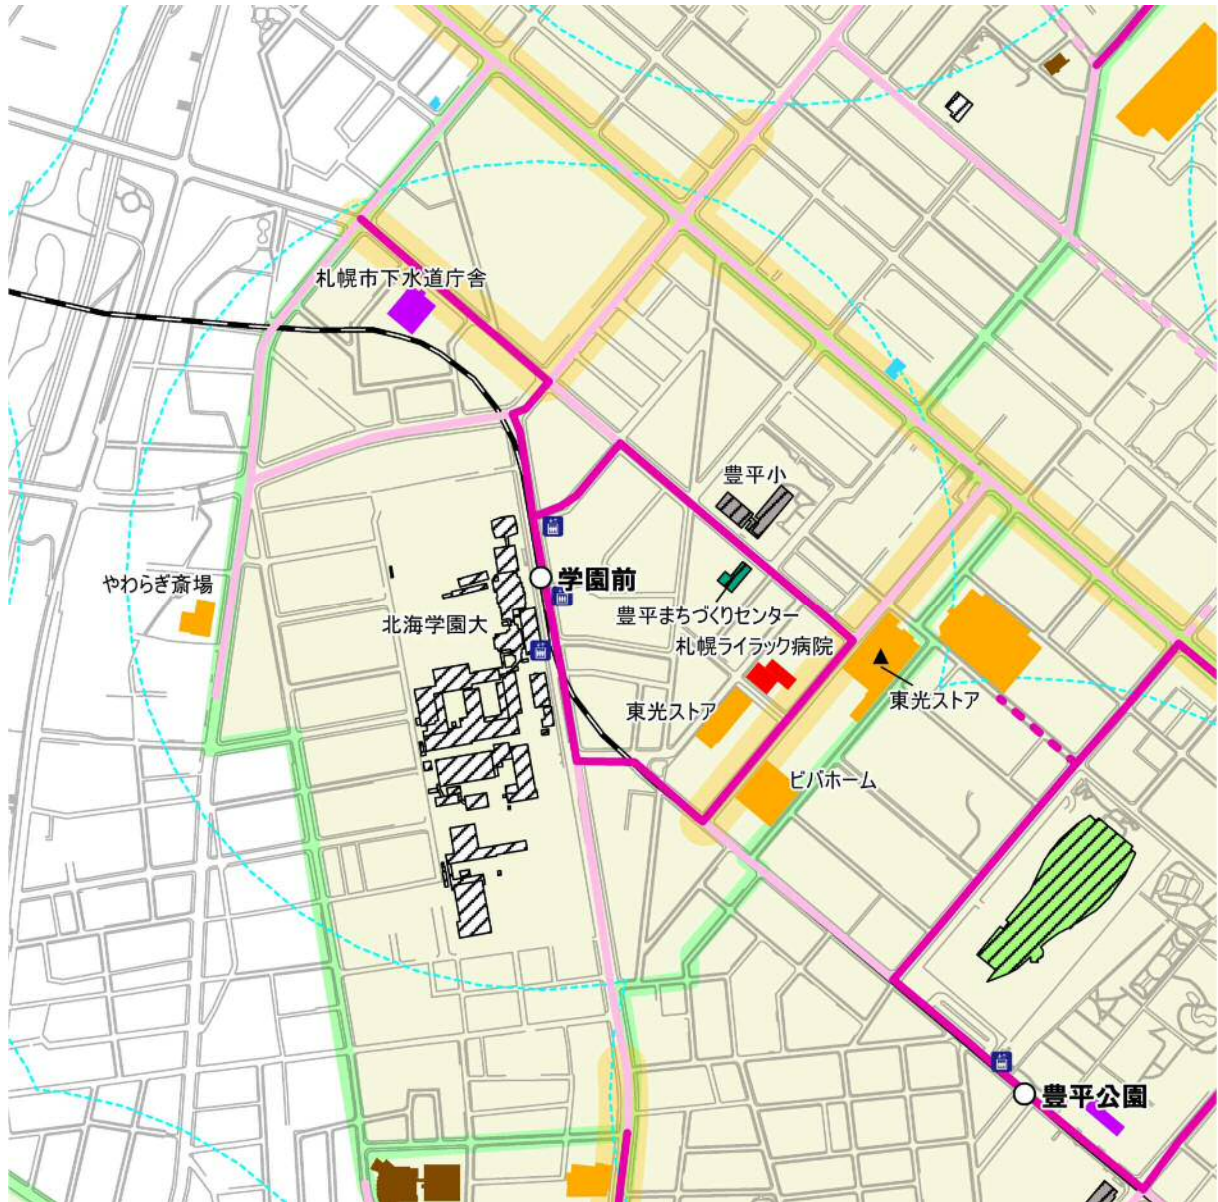 札幌市下水道庁舎
豊平小
学園前
やわらぎ斎場
北海学園大
豊平まちづくりセンター
札幌ライラック病院
東光ストア
東光ストア
ビバホーム
豊平公園